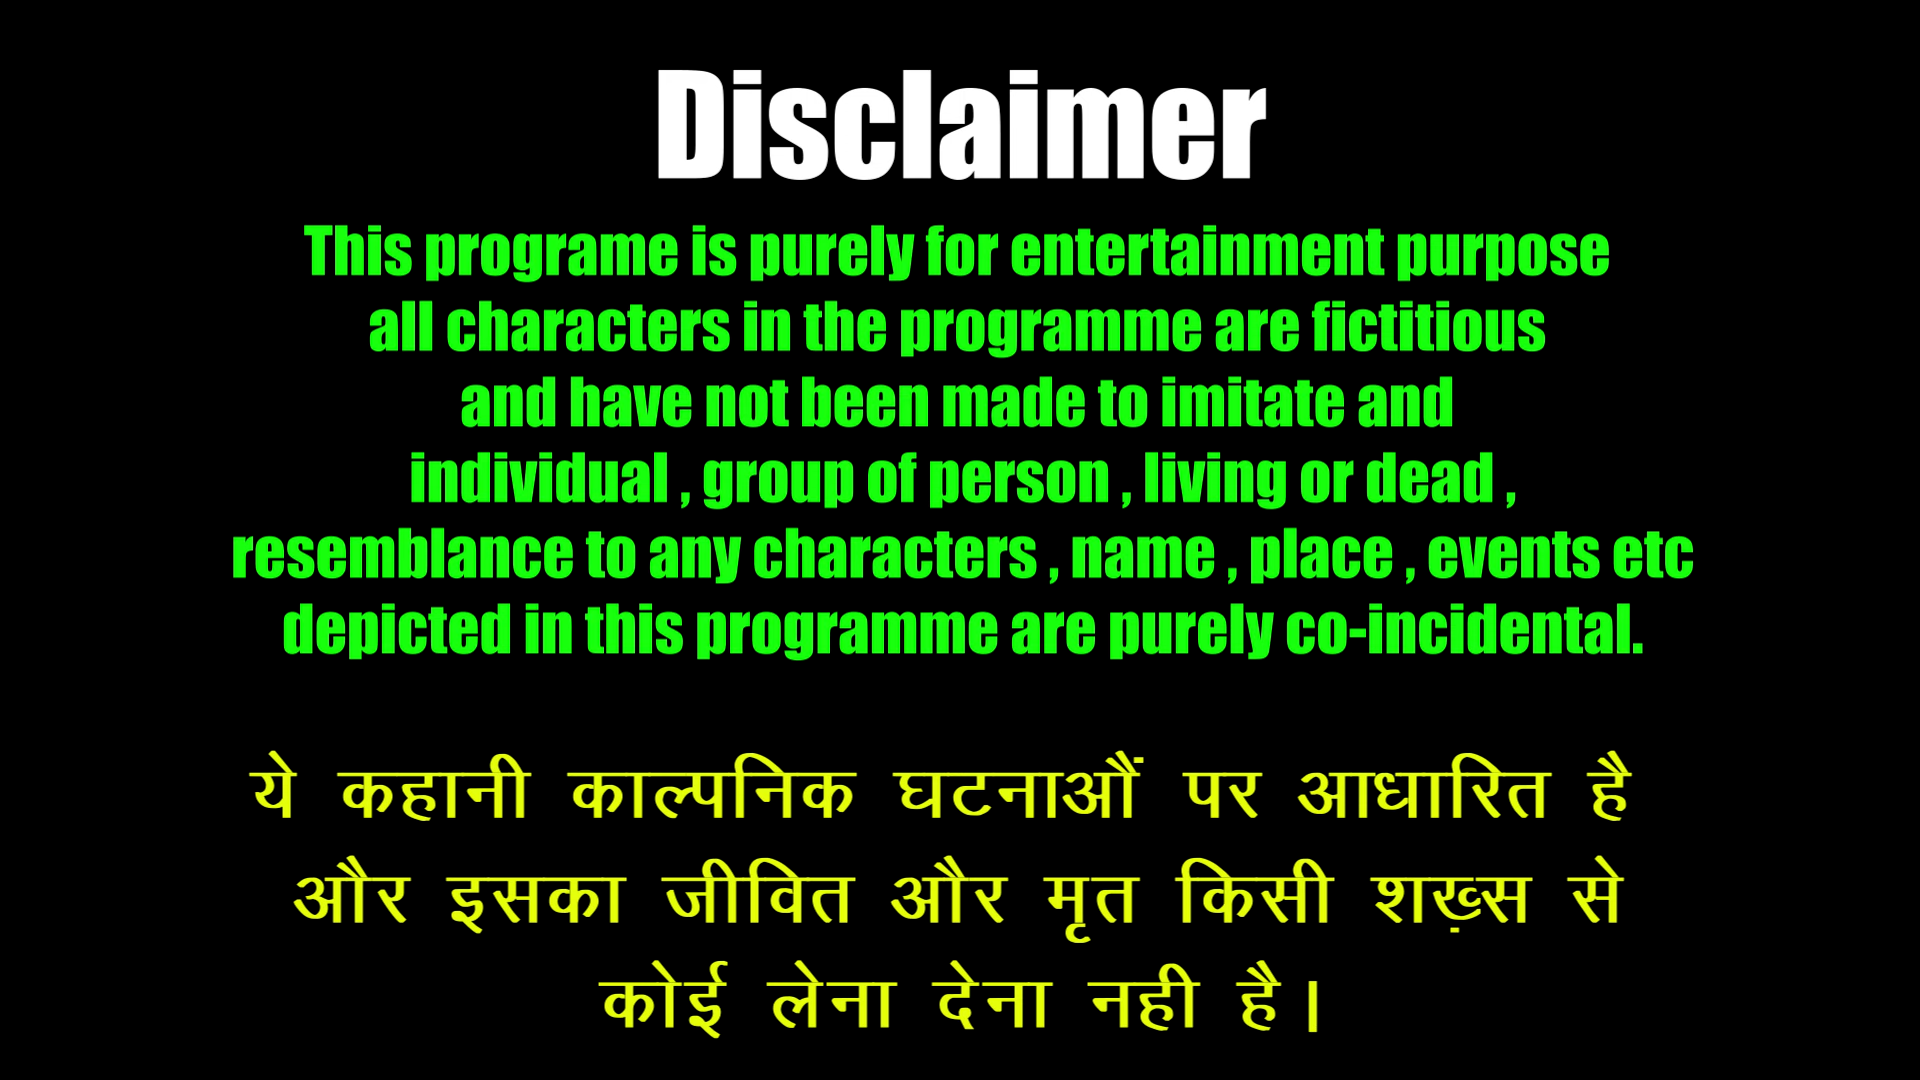 Disclaimer
This programe is purely for entertainment purpose
all characters in the programme are fictitious
and have not been made to imitate and
individual , group of person , living or dead ,
resemblance to any characters , name , place , events etc
depicted in this programme are purely co-incidental.
ये कहानी काल्पनिक घटनाऔं पर आधारित है
और इसका जीवित और मृत किसी शख़्स से
कोई लेना देना नही है।